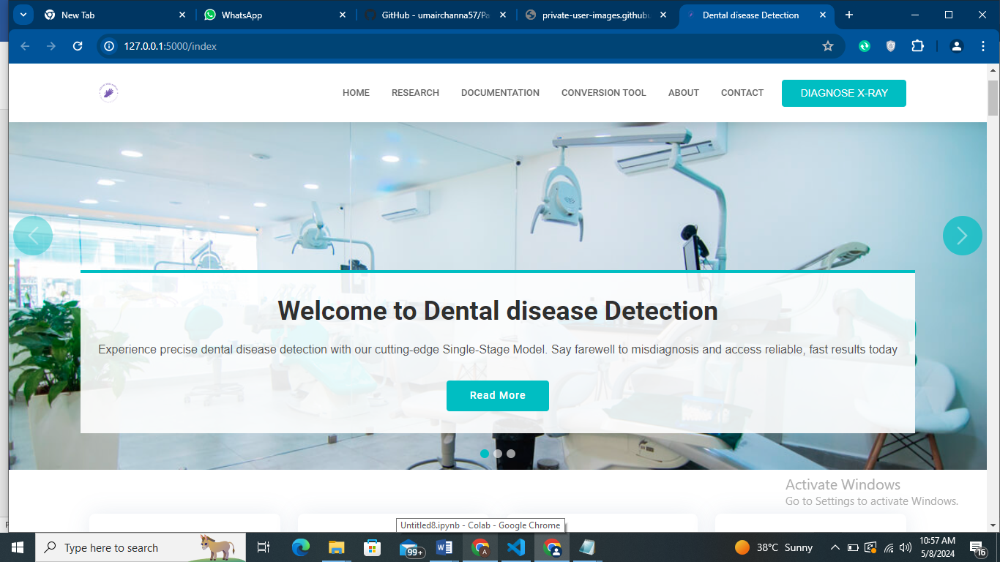 New Tab
WhatsApp
GitHub - umairchanna57/Pa
private-user-images.githubu
Dental disease Detection
127.0.0.1:5000/index
HOME
RESEARCH
DOCUMENTATION
CONVERSION TOOL
ABOUT
CONTACT
DIAGNOSE X-RAY
Welcome to Dental disease Detection
Experience precise dental disease detection with our cutting-edge Single-Stage Model. Say farewell to misdiagnosis and access reliable, fast results today
Read More
Activate Windows
Go to Settings to activate Windows.
Untitled8.ipynb - Colab - Google Chrome
Type here to search
99+
A
38°C Sunny
10:57 AM
5/8/2024
16